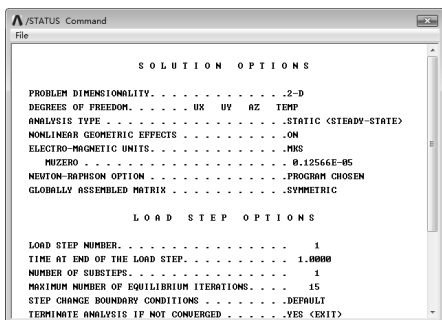 /STATUS Command
File
S O L U T I O N   O P T I O N S
PROBLEM DIMENSIONALITY. . . . . . . . . . . . .2-D
DEGREES OF FREEDOM. . . . . . UX   UY   AZ   TEMP
ANALYSIS TYPE . . . . . . . . . . . . . . . . .STATIC (STEADY-STATE)
NONLINEAR GEOMETRIC EFFECTS . . . . . . . . . .ON
ELECTRO-MAGNETIC UNITS. . . . . . . . . . . . .MKS
MUZERO . . . . . . . . . . . . . . . . . . . 0.12566E-05
NEWTON-RAPHSON OPTION . . . . . . . . . . . . .PROGRAM CHOSEN
GLOBALLY ASSEMBLED MATRIX . . . . . . . . . . .SYMMETRIC
L O A D   S T E P   O P T I O N S
LOAD STEP NUMBER. . . . . . . . . . . . . . . .   1
TIME AT END OF THE LOAD STEP. . . . . . . . . . 1.0000
NUMBER OF SUBSTEPS. . . . . . . . . . . . . . .   1
MAXIMUM NUMBER OF EQUILIBRIUM ITERATIONS. . . .   15
STEP CHANGE BOUNDARY CONDITIONS . . . . . . . .DEFAULT
TERMINATE ANALYSIS IF NOT CONVERGED . . . . . .YES (EXIT)